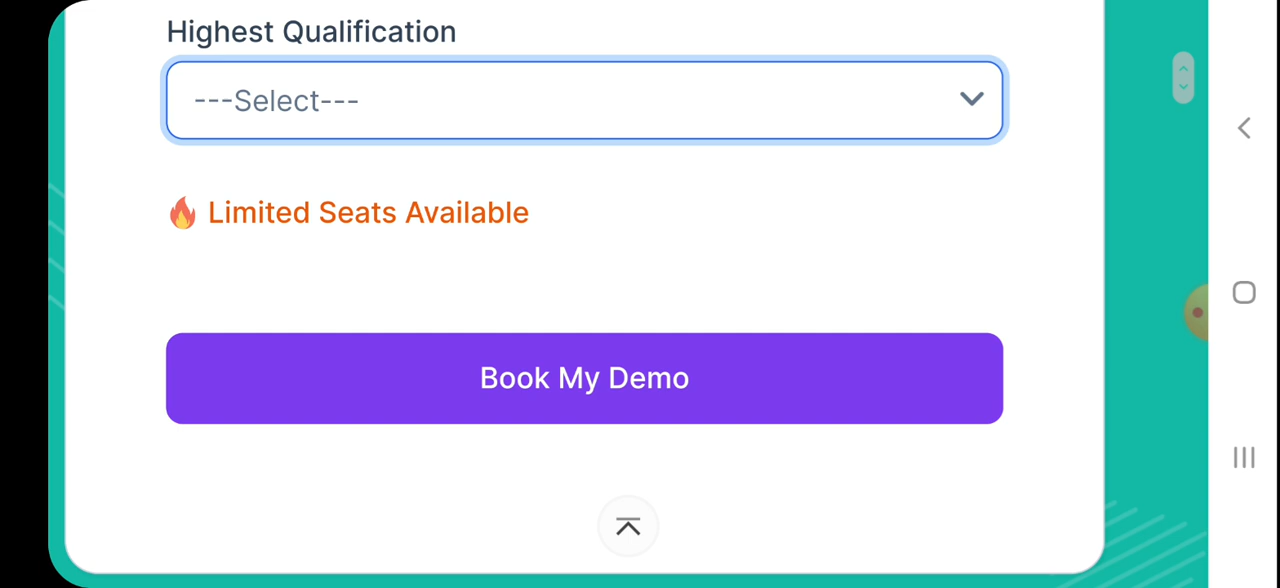 Highest Qualification
---Select---
🔥 Limited Seats Available
Book My Demo